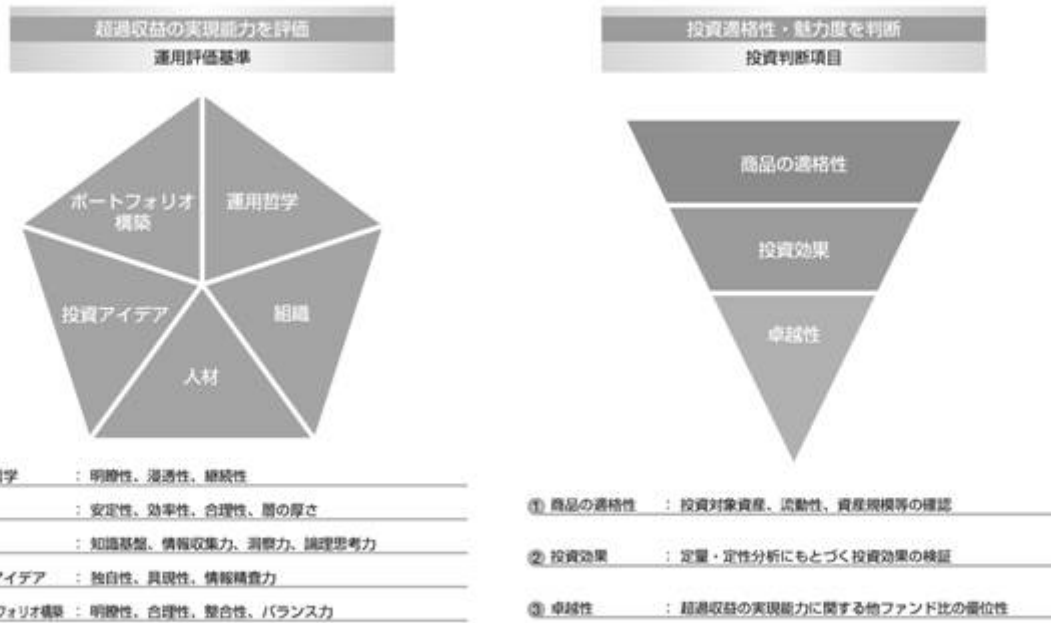 超過収益の実現能力を評価
運用評価基準
ポートフォリオ
構築
運用哲学
投資アイデア
組織
人材
学 : 明瞭性、浸透性、継続性
: 安定性、効率性、合理性、層の厚さ
: 知識基盤、情報収集力、洞察力、論理思考力
アイデア : 独自性、具現性、情報精査力
フォリオ構築 : 明瞭性、合理性、整合性、バランス力
投資適格性・魅力度を判断
投資判断項目
商品の適格性
投資効果
卓越性
① 商品の適格性 : 投資対象資産、流動性、資産規模等の確認
② 投資効果 : 定量・定性分析にもとづく投資効果の検証
③ 卓越性 : 超過収益の実現能力に関する他ファンド比の優位性